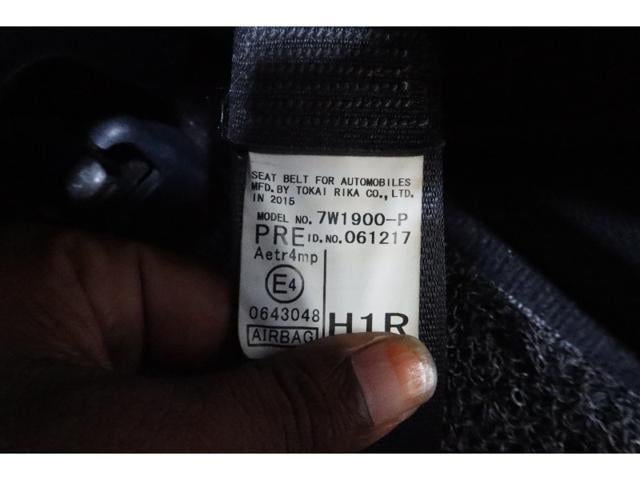 SEAT BELT FOR AUTOMOBILES
MFD. BY TOKAI RIKA CO., LTD.
IN 2015
MODEL NO. 7W1900-P
PRE ID.NO. 061217
Aetr4mp
E4
0643048
AIRBAG H1R